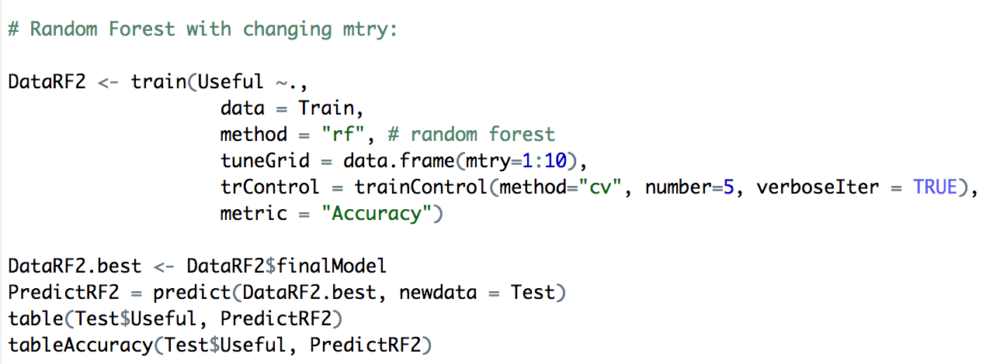 # Random Forest with changing mtry:
DataRF2 <- train(Useful ~.,
data = Train,
method = "rf", # random forest
tuneGrid = data.frame(mtry=1:10),
trControl = trainControl(method="cv", number=5, verboseIter = TRUE),
metric = "Accuracy")
DataRF2.best <- DataRF2$finalModel
PredictRF2 = predict(DataRF2.best, newdata = Test)
table(Test$Useful, PredictRF2)
tableAccuracy(Test$Useful, PredictRF2)